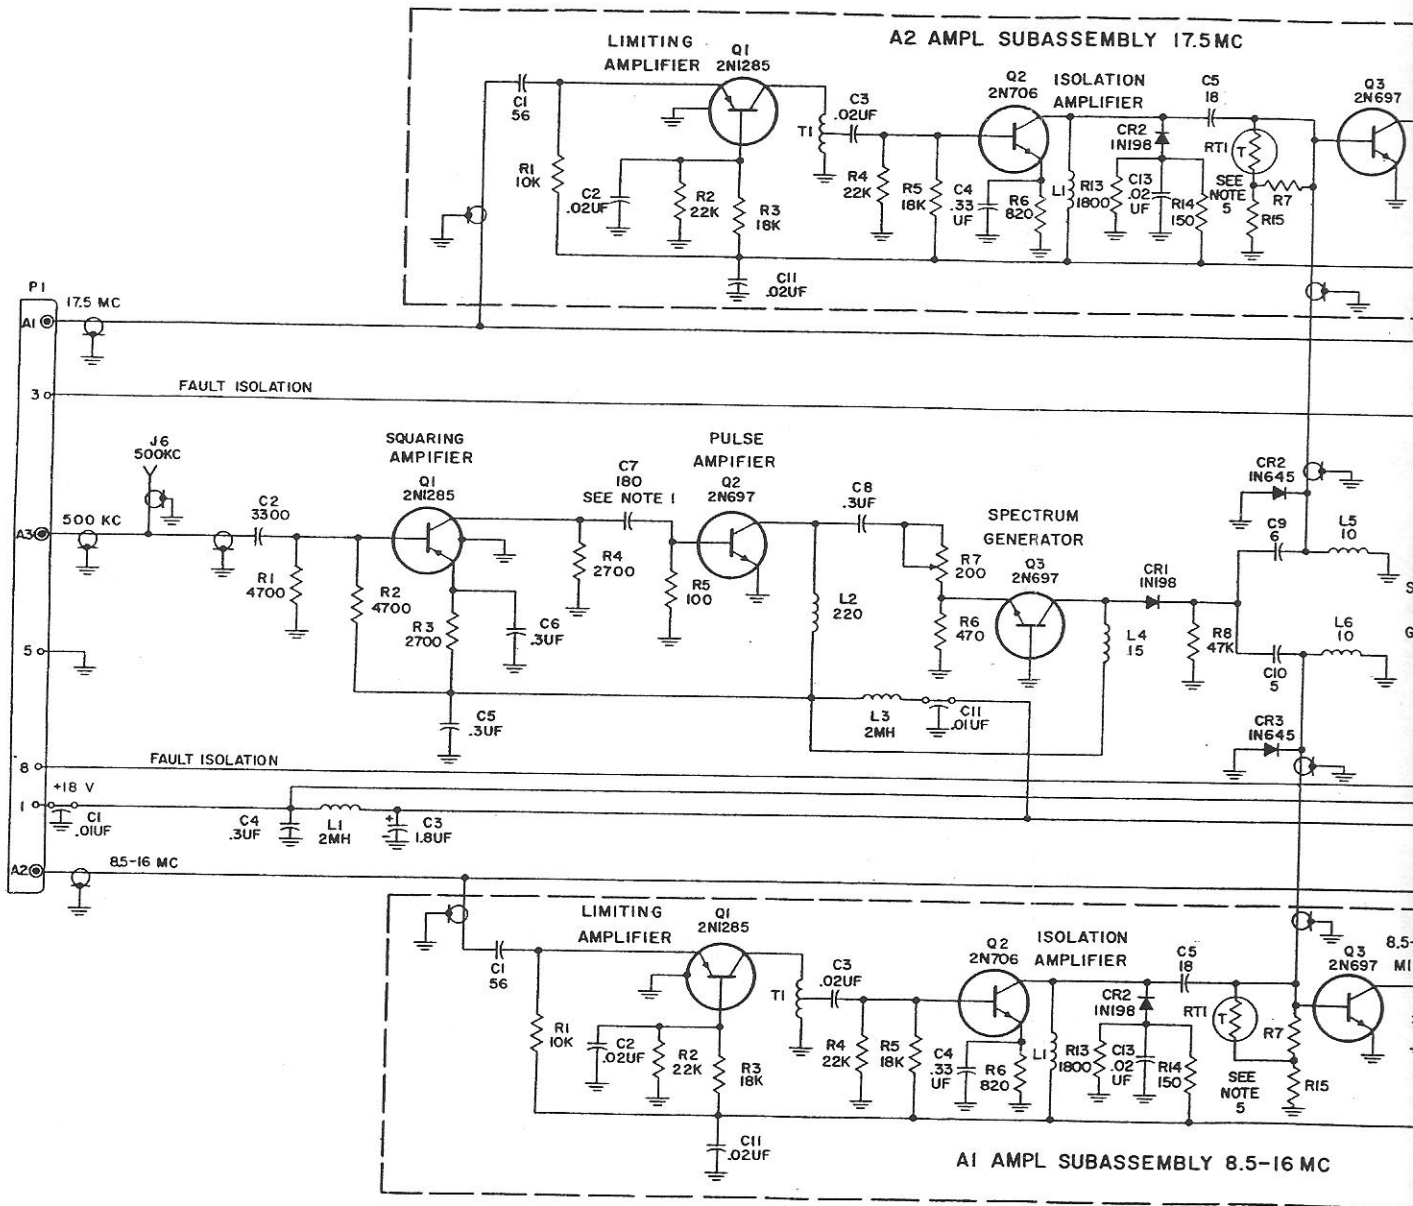 A2 AMPL SUBASSEMBLY 17.5MC
LIMITING
AMPLIFIER
Q1
2N1285
C1
56
R1
10K
C2
.02UF
R2
22K
R3
18K
C11
.02UF
T1
C3
.02UF
R4
22K
R5
18K
Q2
2N706
ISOLATION
AMPLIFIER
C4
.33
UF
R6
820
L1
R13
1800
CR2
1N198
C13
.02
UF
R14
150
C5
18
RT1
T
SEE
NOTE
5
R7
R15
Q3
2N697
P1
A1
17.5 MC
3
FAULT ISOLATION
J6
500KC
A3
500 KC
C2
3300
R1
4700
R2
4700
SQUARING
AMPIFIER
Q1
2N1285
R3
2700
C6
.3UF
C5
.3UF
R4
2700
C7
180
SEE NOTE 1
R5
100
PULSE
AMPIFIER
Q2
2N697
L2
220
C8
.3UF
R7
200
R6
470
SPECTRUM
GENERATOR
Q3
2N697
L3
2MH
C11
.01UF
L4
15
CR1
1N198
R8
47K
CR2
1N645
C9
6
L5
10
S
L6
10
G
C10
5
CR3
1N645
5
8
FAULT ISOLATION
1
+18 V
C1
.01UF
C4
.3UF
L1
2MH
+
-
C3
1.8UF
A2
8.5-16 MC
LIMITING
AMPLIFIER
Q1
2N1285
C1
56
R1
10K
C2
.02UF
R2
22K
R3
18K
C11
.02UF
T1
C3
.02UF
R4
22K
R5
18K
Q2
2N706
ISOLATION
AMPLIFIER
C4
.33
UF
R6
820
L1
R13
1800
CR2
1N198
C13
.02
UF
R14
150
C5
18
RT1
T
SEE
NOTE
5
R7
R15
Q3
2N697
8.5-
MI
A1 AMPL SUBASSEMBLY 8.5-16 MC